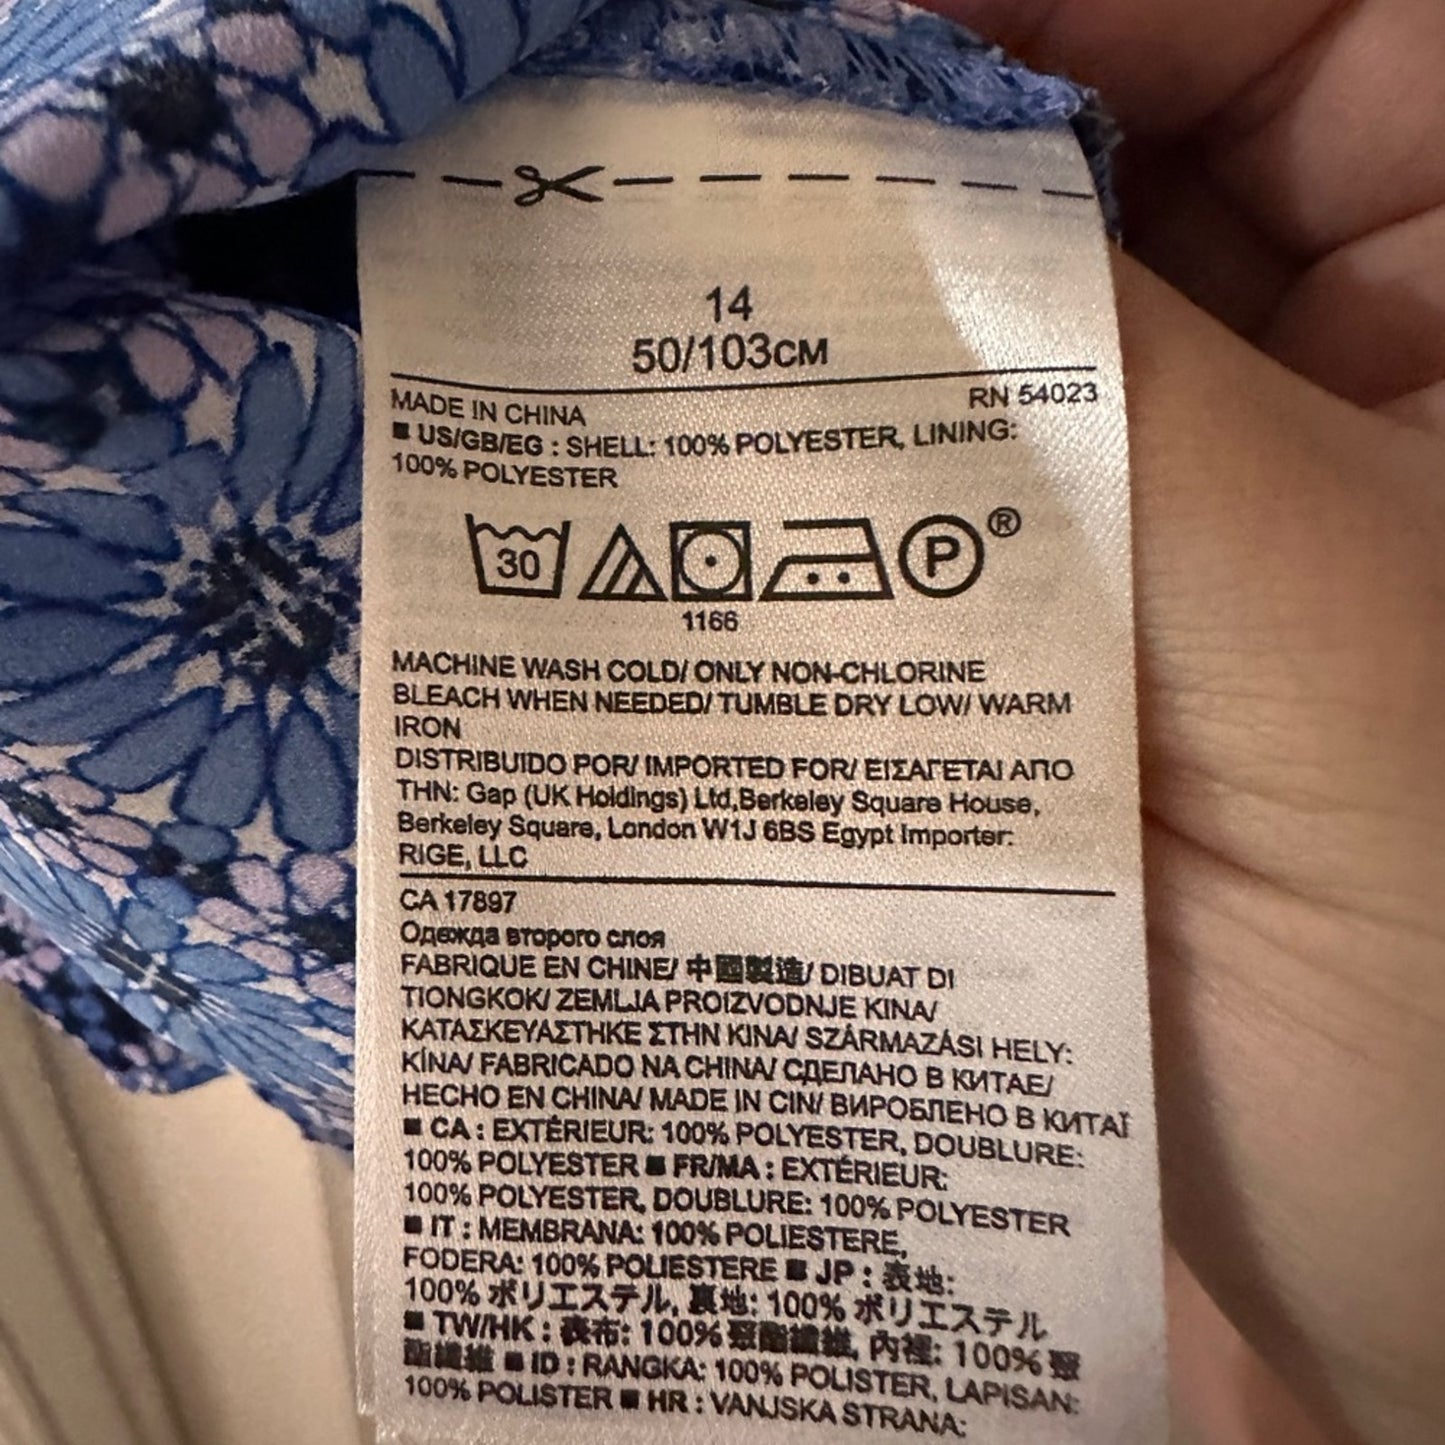 14
50/103CM
RN 54023
MADE IN CHINA
■ US/GB/EG : SHELL: 100% POLYESTER, LINING:
100% POLYESTER
30 P ®
1166
MACHINE WASH COLD/ ONLY NON-CHLORINE
BLEACH WHEN NEEDED/ TUMBLE DRY LOW/ WARM
IRON
DISTRIBUIDO POR/ IMPORTED FOR/ ΕΙΣΑΓΕΤΑΙ ΑΠΟ
ΤΗΝ: Gap (UK Holdings) Ltd,Berkeley Square House,
Berkeley Square, London W1J 6BS Egypt Importer:
RIGE, LLC
CA 17897
Одежда второго слоя
FABRIQUE EN CHINE/ 中國製造/ DIBUAT DI
TIONGKOK/ ZEMLJA PROIZVODNJE KINA/
ΚΑΤΑΣΚΕΥΑΣΤΗΚΕ ΣΤΗΝ ΚΙΝΑ/ SZÁRMAZÁSI HELY:
KÍNA/ FABRICADO NA CHINA/ СДЕЛАНО В КИТАЕ/
HECHO EN CHINA/ MADE IN CIN/ ВИРОБЛЕНО В КИТАЇ
■ CA : EXTÉRIEUR: 100% POLYESTER, DOUBLURE:
100% POLYESTER ■ FR/MA : EXTÉRIEUR:
100% POLYESTER, DOUBLURE: 100% POLYESTER
■ IT : MEMBRANA: 100% POLIESTERE,
FODERA: 100% POLIESTERE ■ JP : 表地:
100% ポリエステル, 裏地: 100% ポリエステル
■ TW/HK : 表布: 100% 聚酯纖維, 內裡: 100% 聚
酯纖維 ■ ID : RANGKA: 100% POLISTER, LAPISAN:
100% POLISTER ■ HR : VANJSKA STRANA: